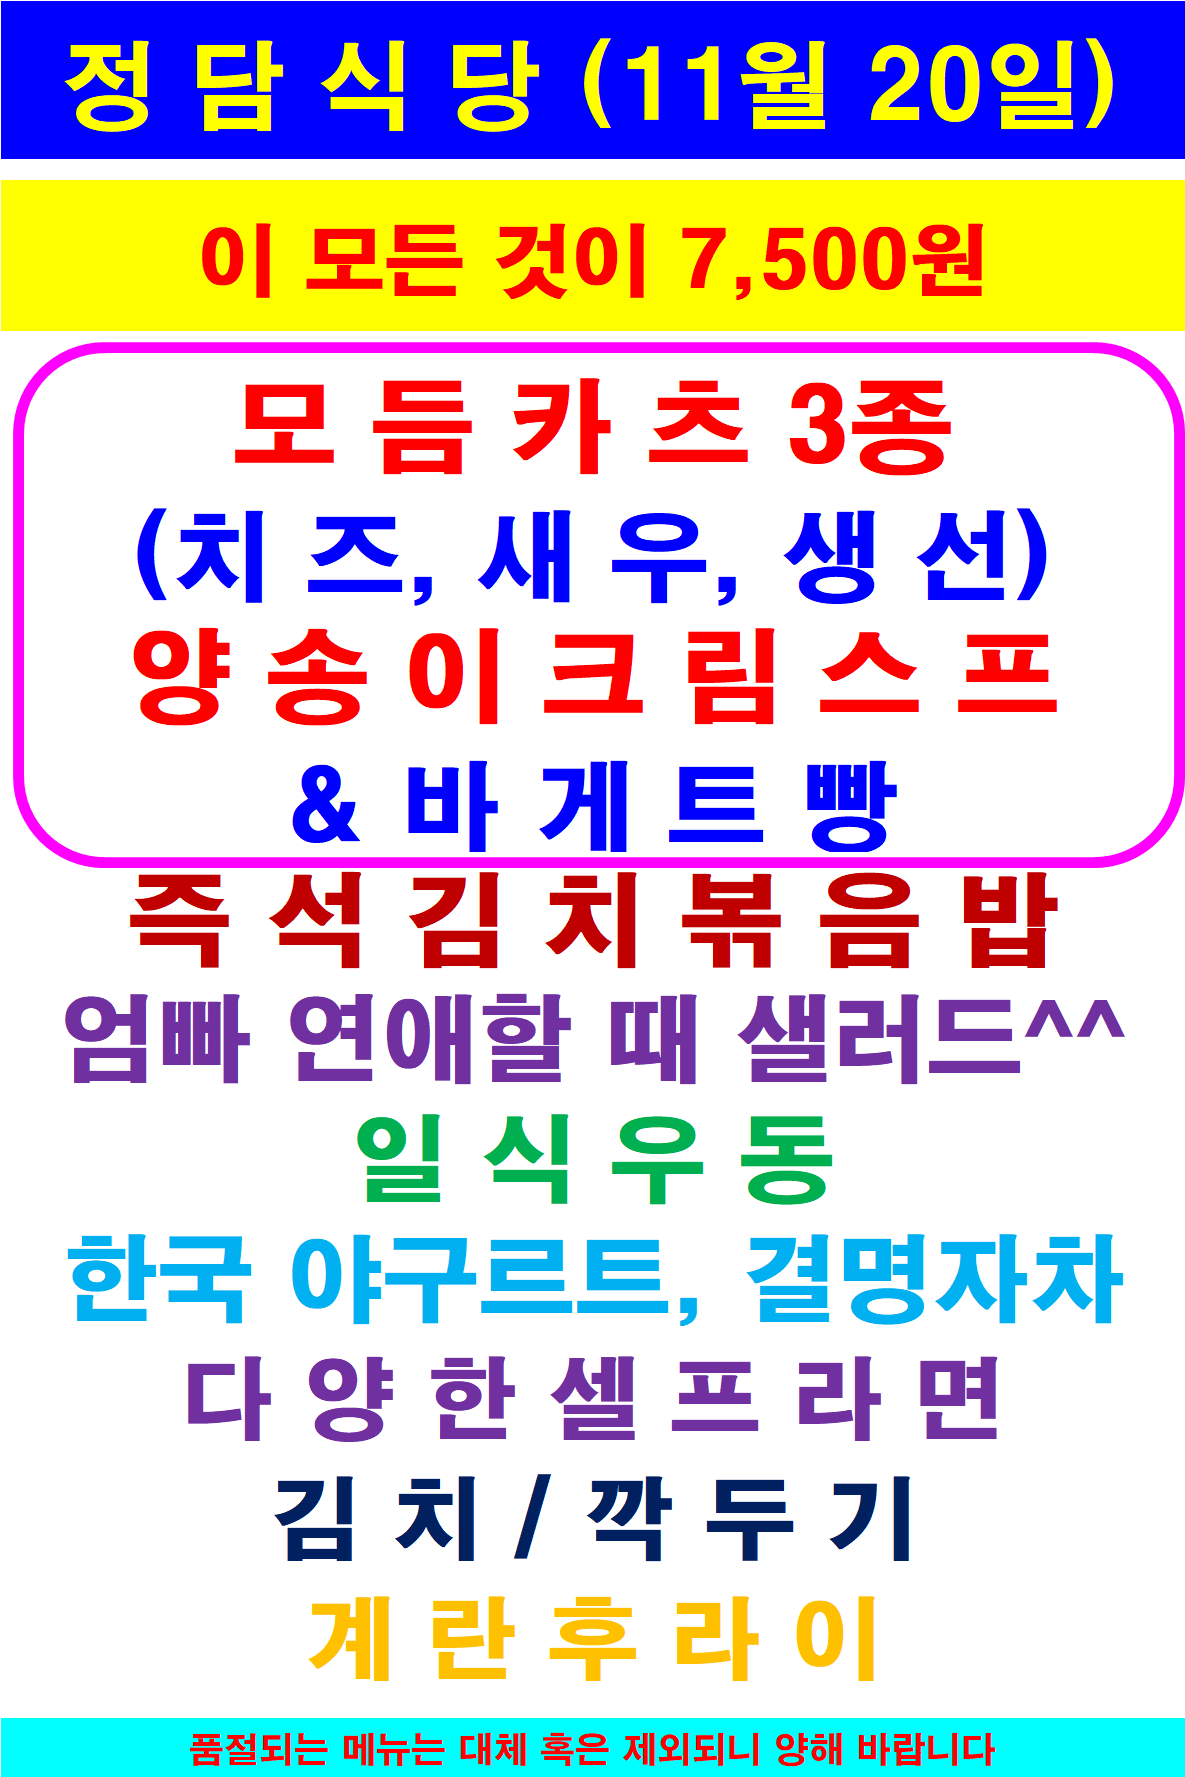 정담식당 (11월 20일)
이 모든 것이 7,500원
모듬카츠 3종
(치즈, 새우, 생선)
양송이크림스프
& 바게트빵
즉석김치볶음밥
엄빠 연애할 때 샐러드^^
일식우동
한국 야구르트, 결명자차
다양한셀프라면
김치/깍두기
계란후라이
품절되는 메뉴는 대체 혹은 제외되니 양해 바랍니다